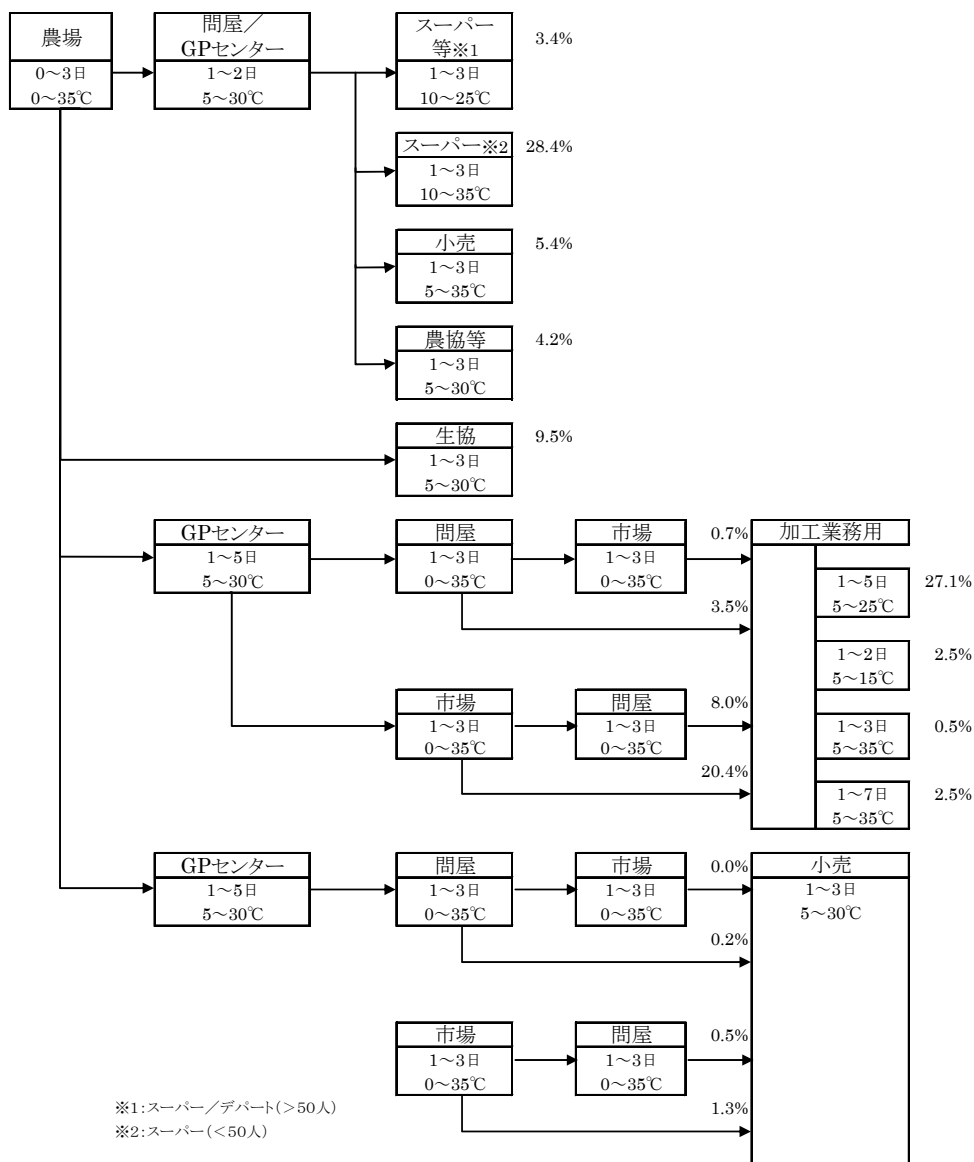 農場
0～3日
0～35℃
問屋／
GPセンター
1～2日
5～30℃
スーパー
等※1
1～3日
10～25℃
3.4%
スーパー※2
1～3日
10～35℃
28.4%
小売
1～3日
5～35℃
5.4%
農協等
1～3日
5～30℃
4.2%
生協
1～3日
5～30℃
9.5%
GPセンター
1～5日
5～30℃
問屋
1～3日
0～35℃
市場
1～3日
0～35℃
0.7%
3.5%
市場
1～3日
0～35℃
問屋
1～3日
0～35℃
8.0%
20.4%
加工業務用
1～5日
5～25℃
27.1%
1～2日
5～15℃
2.5%
1～3日
5～35℃
0.5%
1～7日
5～35℃
2.5%
GPセンター
1～5日
5～30℃
問屋
1～3日
0～35℃
市場
1～3日
0～35℃
0.0%
0.2%
小売
1～3日
5～30℃
市場
1～3日
0～35℃
問屋
1～3日
0～35℃
0.5%
1.3%
※1:スーパー／デパート(＞50人)
※2:スーパー(＜50人)